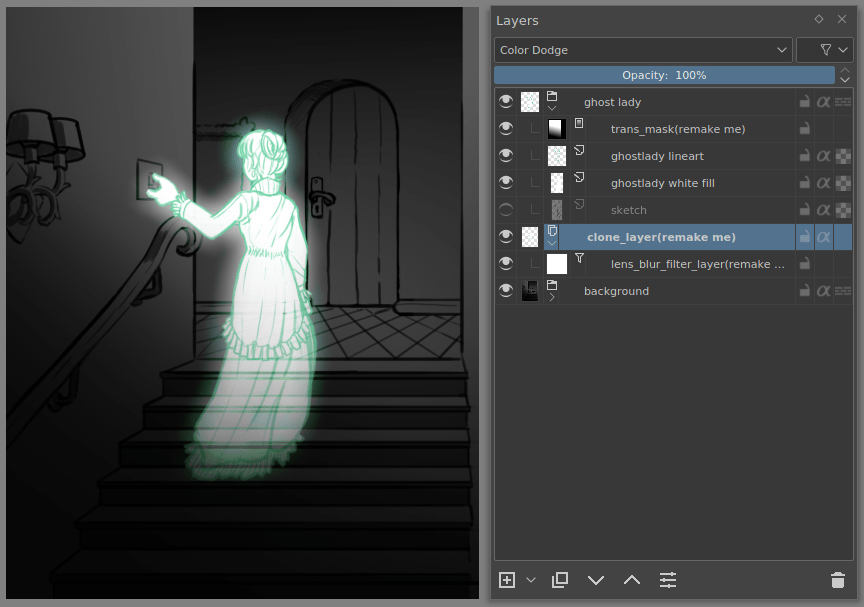 Layers
Color Dodge
Opacity: 100%
ghost lady
trans_mask(remake me)
ghostlady lineart
ghostlady white fill
sketch
clone_layer(remake me)
lens_blur_filter_layer(remake ...
background